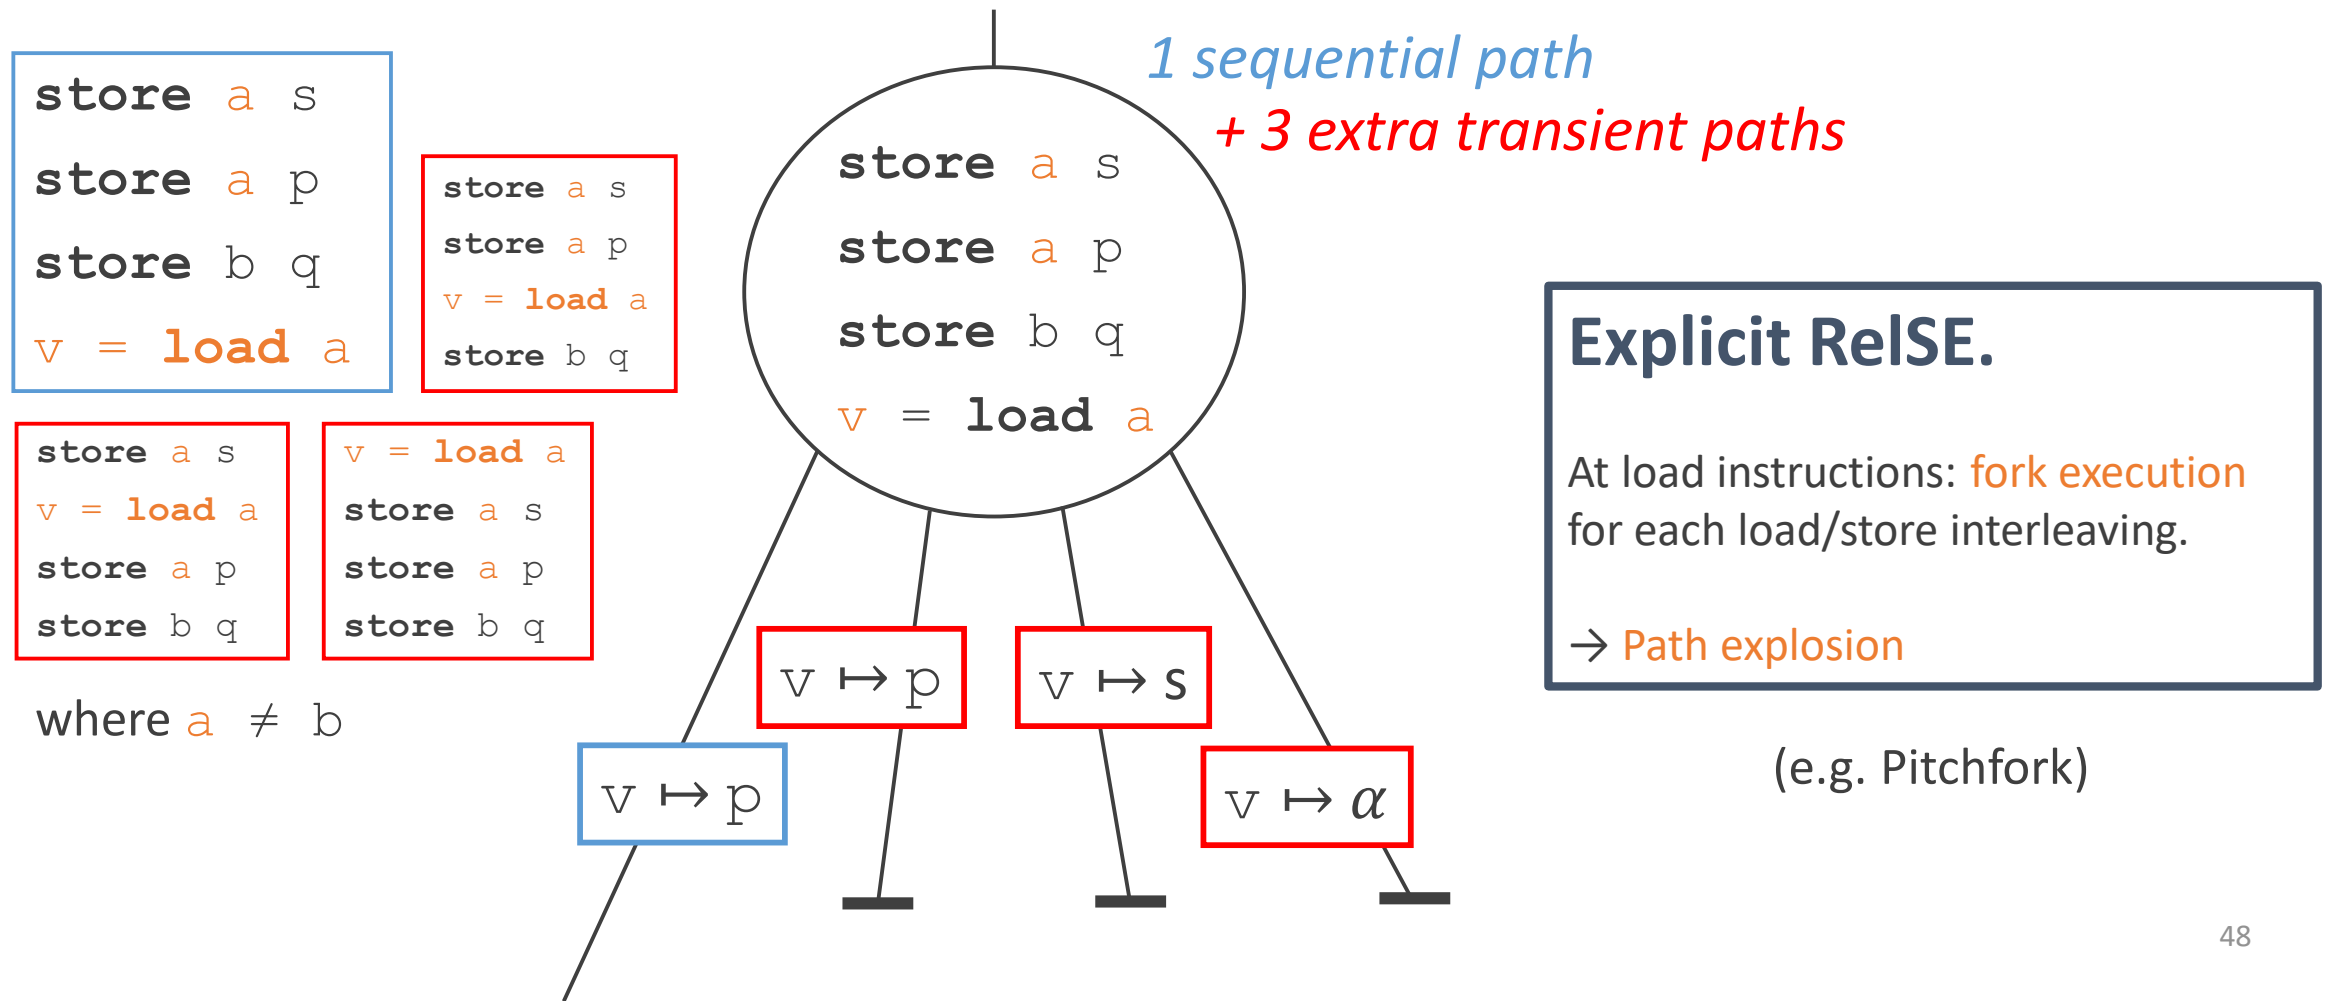 store a s
store a p
store b q
v = load a
store a s
store a p
v = load a
store b q
store a s
v = load a
store a p
store b q
v = load a
store a s
store a p
store b q
where a ≠ b
1 sequential path
+ 3 extra transient paths
store a s
store a p
store b q
v = load a
v ↦ p
v ↦ p
v ↦ s
v ↦ α
Explicit RelSE.
At load instructions: fork execution
for each load/store interleaving.
→ Path explosion
(e.g. Pitchfork)
48